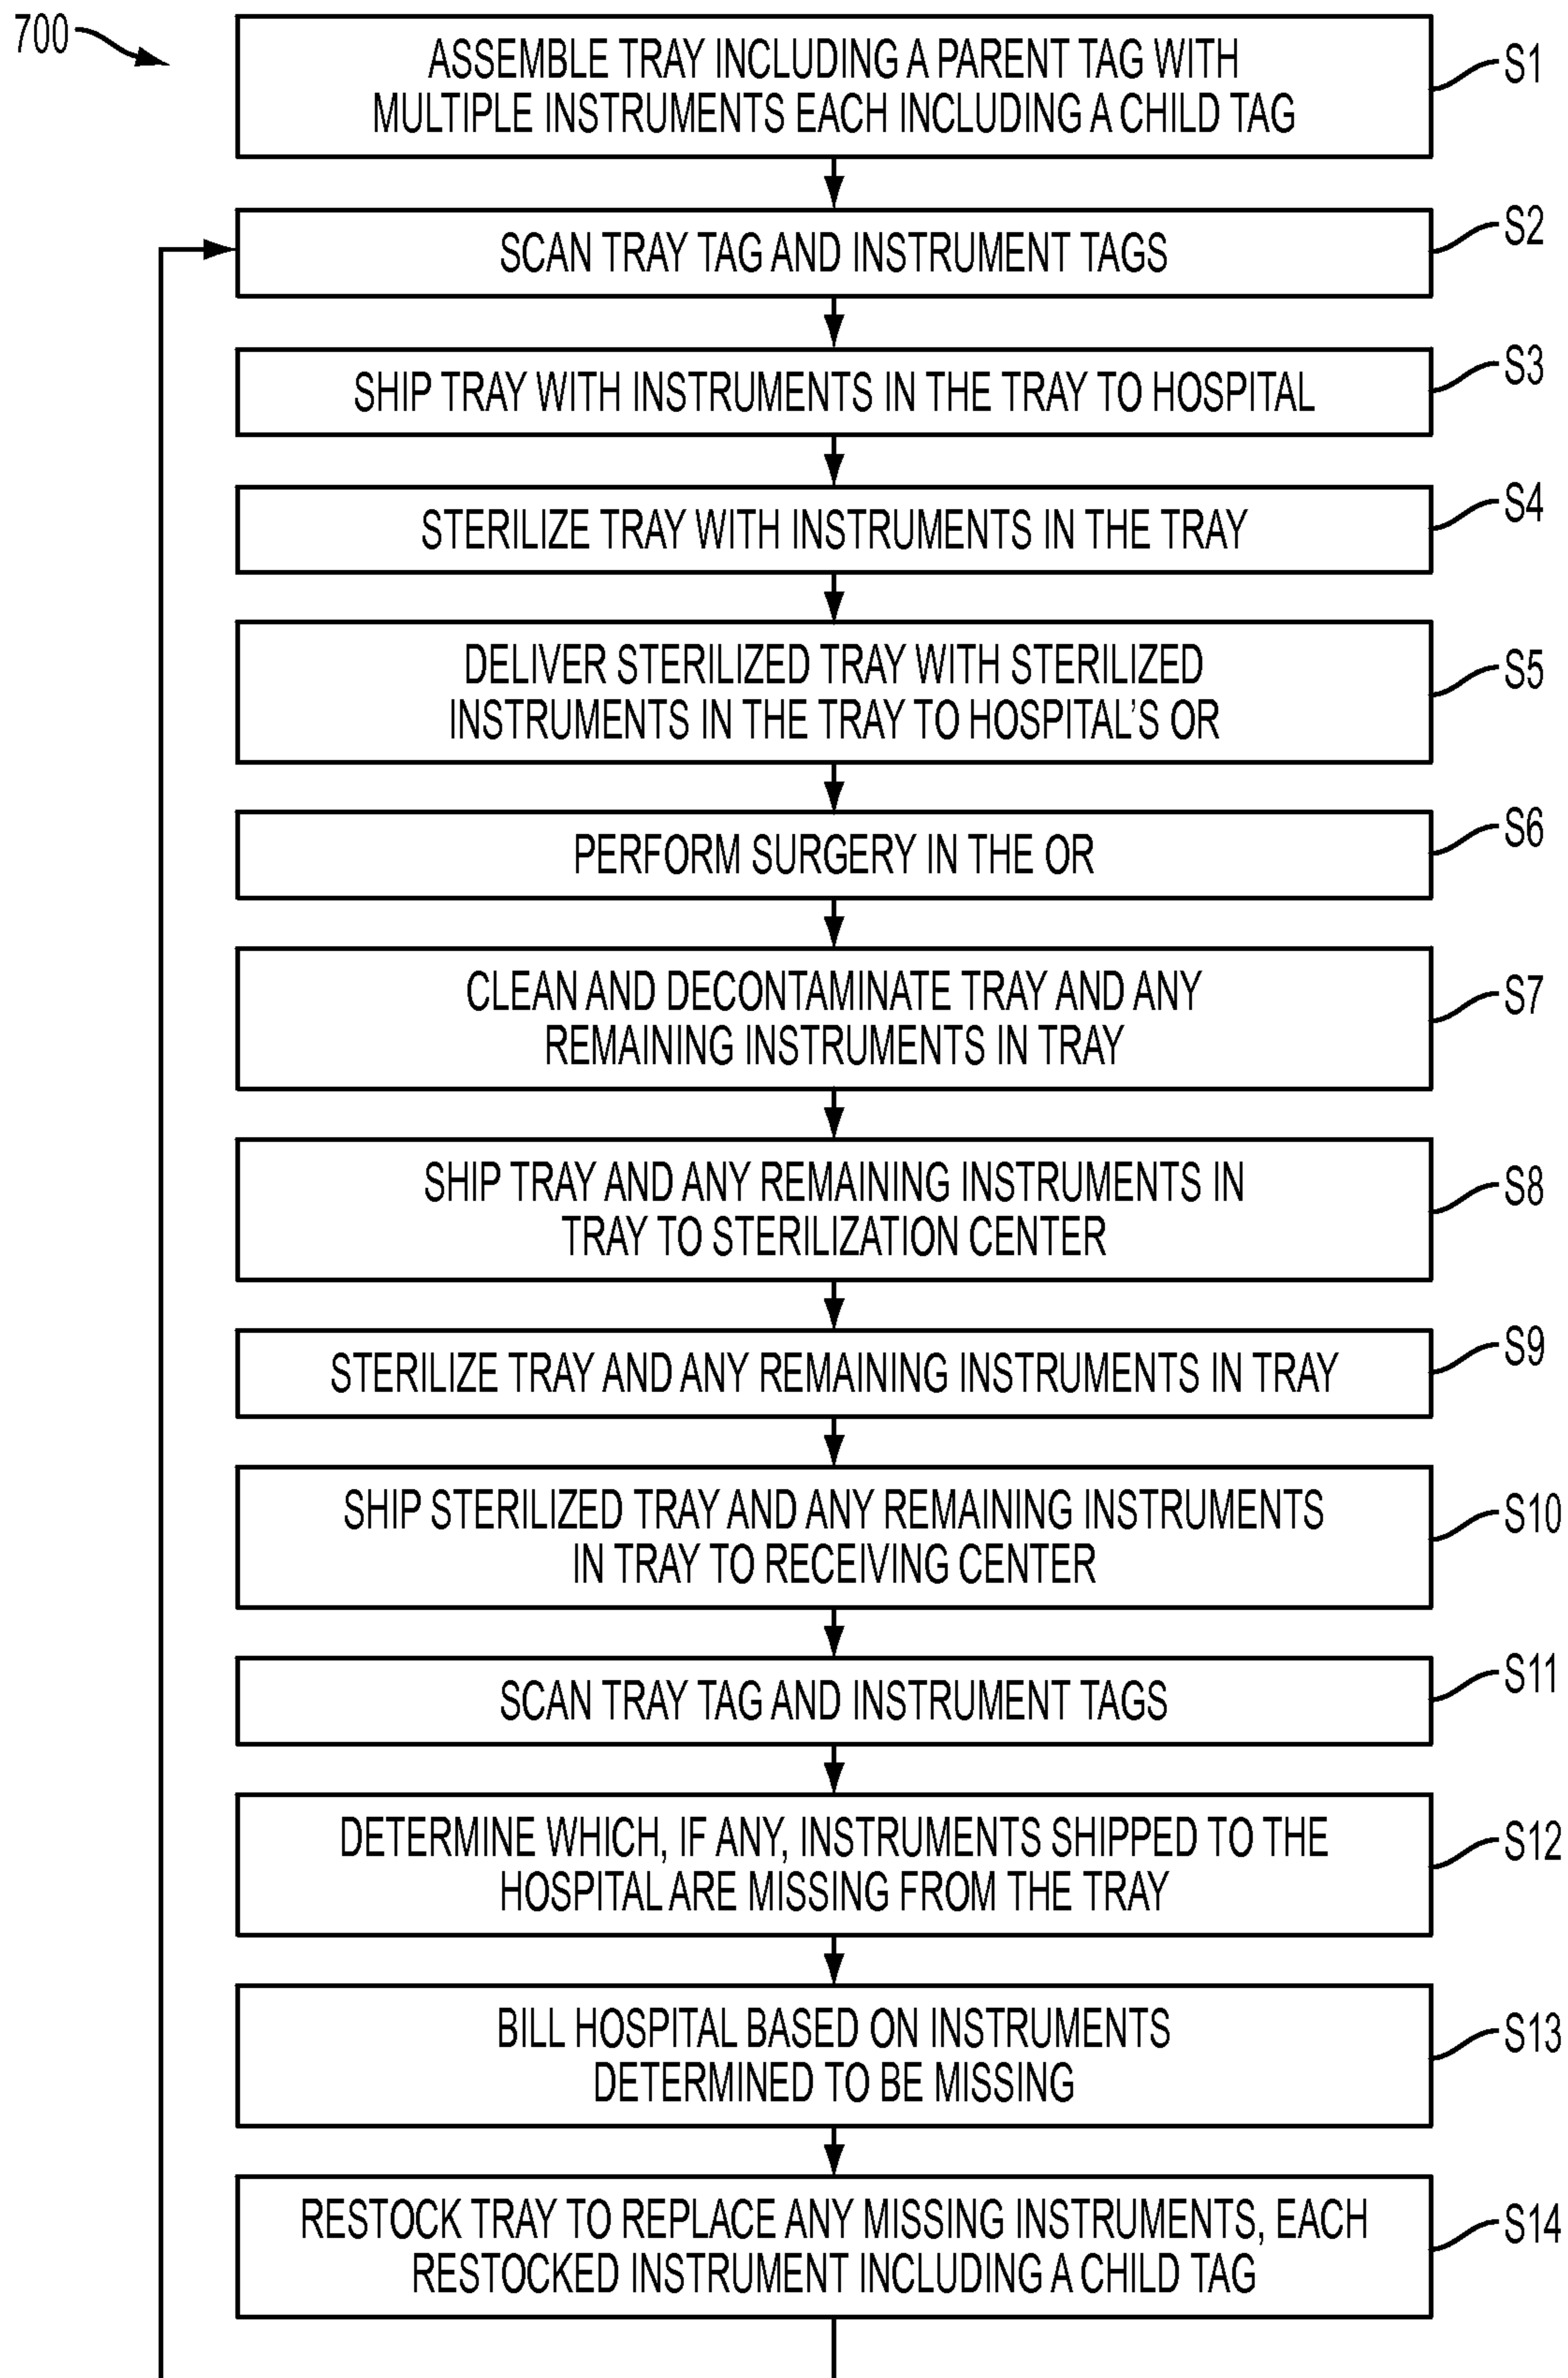 700
ASSEMBLE TRAY INCLUDING A PARENT TAG WITH
MULTIPLE INSTRUMENTS EACH INCLUDING A CHILD TAG
S1
SCAN TRAY TAG AND INSTRUMENT TAGS
S2
SHIP TRAY WITH INSTRUMENTS IN THE TRAY TO HOSPITAL
S3
STERILIZE TRAY WITH INSTRUMENTS IN THE TRAY
S4
DELIVER STERILIZED TRAY WITH STERILIZED
INSTRUMENTS IN THE TRAY TO HOSPITAL'S OR
S5
PERFORM SURGERY IN THE OR
S6
CLEAN AND DECONTAMINATE TRAY AND ANY
REMAINING INSTRUMENTS IN TRAY
S7
SHIP TRAY AND ANY REMAINING INSTRUMENTS IN
TRAY TO STERILIZATION CENTER
S8
STERILIZE TRAY AND ANY REMAINING INSTRUMENTS IN TRAY
S9
SHIP STERILIZED TRAY AND ANY REMAINING INSTRUMENTS
IN TRAY TO RECEIVING CENTER
S10
SCAN TRAY TAG AND INSTRUMENT TAGS
S11
DETERMINE WHICH, IF ANY, INSTRUMENTS SHIPPED TO THE
HOSPITAL ARE MISSING FROM THE TRAY
S12
BILL HOSPITAL BASED ON INSTRUMENTS
DETERMINED TO BE MISSING
S13
RESTOCK TRAY TO REPLACE ANY MISSING INSTRUMENTS, EACH
RESTOCKED INSTRUMENT INCLUDING A CHILD TAG
S14